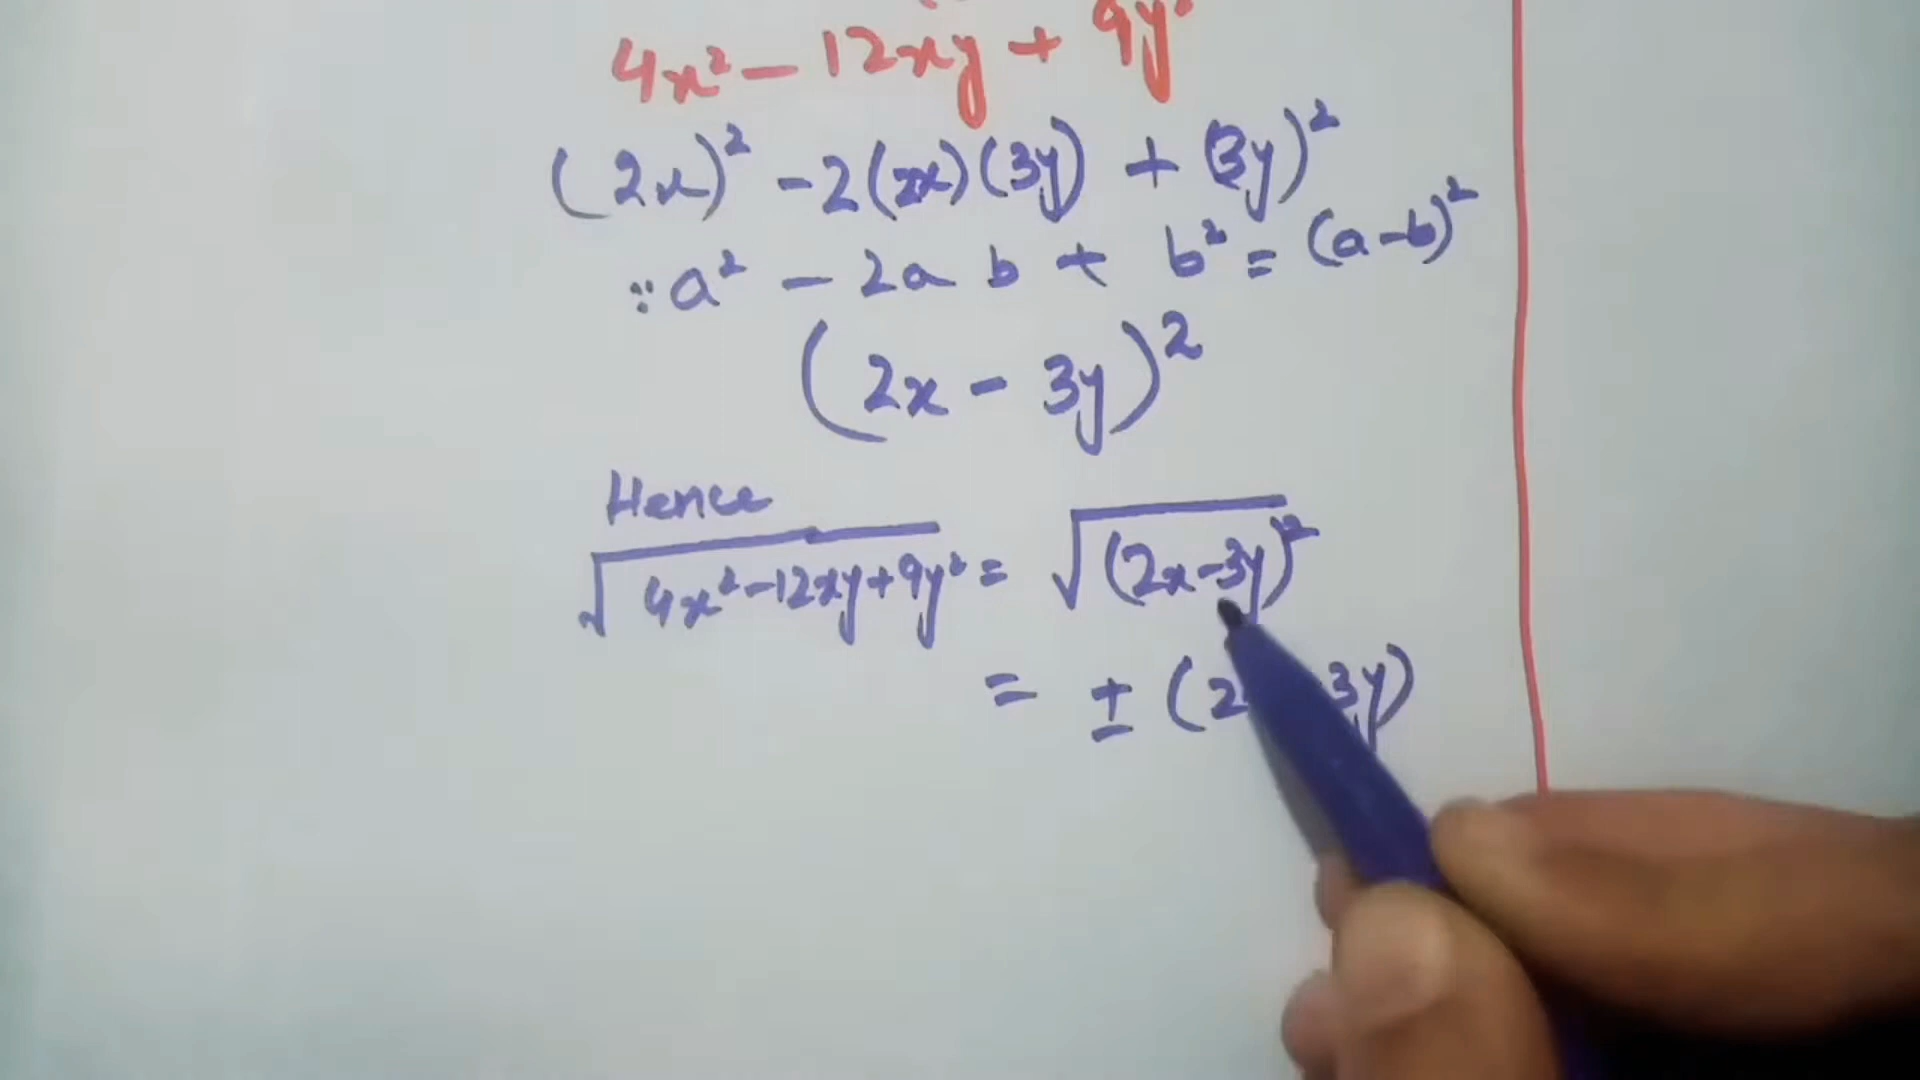 4x² - 12xy + 9y²
(2x)² - 2(2x)(3y) + (3y)²
∵ a² - 2ab + b² = (a-b)²
(2x - 3y)²
Hence
√4x²-12xy+9y² = √(2x-3y)²
= ± (2 3y)